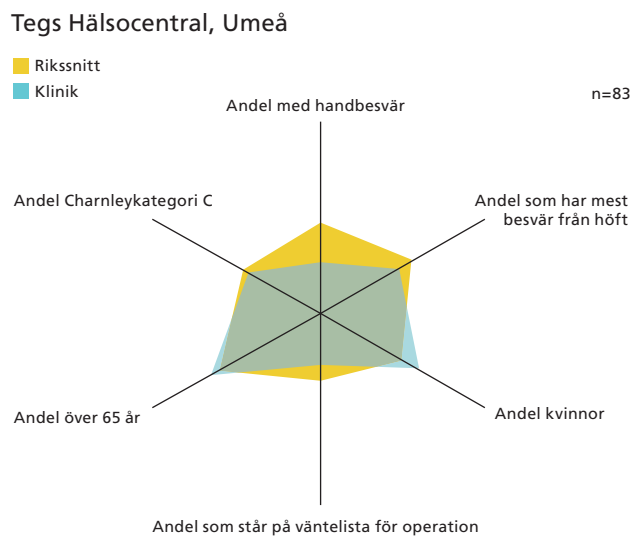 Tegs Hälsocentral, Umeå
Rikssnitt
Klinik
n=83
Andel med handbesvär
Andel Charnleykategori C
Andel som har mest
besvär från höft
Andel över 65 år
Andel kvinnor
Andel som står på väntelista för operation